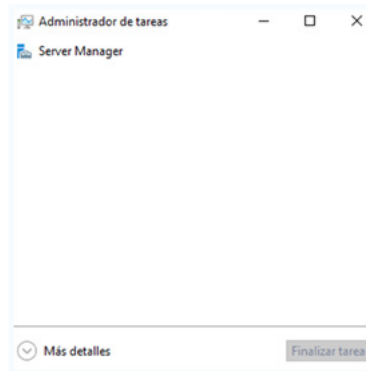 Administrador de tareas
Server Manager
Más detalles
Finalizar tarea